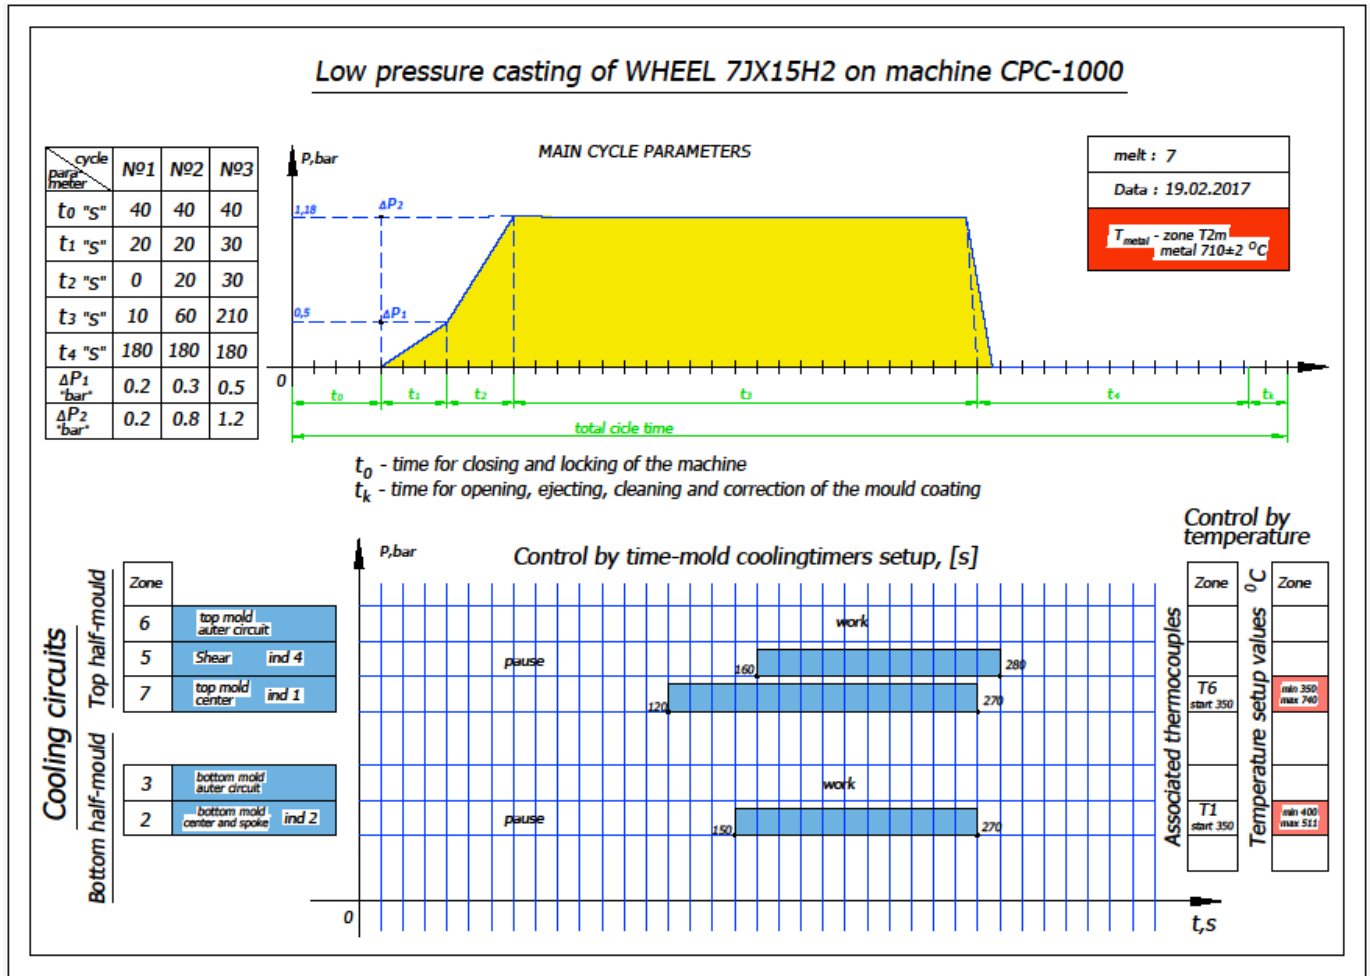 Low pressure casting of WHEEL 7JX15H2 on machine CPC-1000
cycle
para-
meter
№1 №2 №3
t0 "s" 40 40 40
t1 "s" 20 20 30
t2 "s" 0 20 30
t3 "s" 10 60 210
t4 "s" 180 180 180
ΔP1 "bar" 0.2 0.3 0.5
ΔP2 "bar" 0.2 0.8 1.2
MAIN CYCLE PARAMETERS
P,bar
1,18
ΔP2
0,5
ΔP1
0
t0 t1 t2 t3 t4 tk
total cicle time
melt : 7
Data : 19.02.2017
Tmetal - zone T2m
metal 710±2 °C
t0 - time for closing and locking of the machine
tk - time for opening, ejecting, cleaning and correction of the mould coating
Control by time-mold coolingtimers setup, [s]
P,bar
Cooling circuits
Top half-mould
Bottom half-mould
Zone
6 top mold
auter circuit
5 Shear ind 4
7 top mold
center ind 1
3 bottom mold
auter circuit
2 bottom mold
center and spoke ind 2
work
pause
160
280
120
270
work
pause
150
270
0
t,s
Control by
temperature
Associated thermocouples
Zone
T6
start 350
T1
start 350
Temperature setup values °C
Zone
min 350
max 740
min 400
max 511